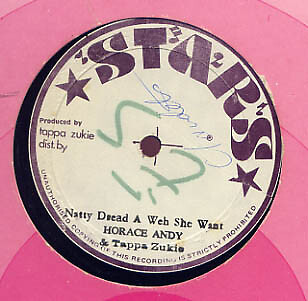 STARS
Produced by
tappa zukie
dist.by
Natty Dread A Weh She Want
HORACE ANDY
& Tappa Zukie
UNAUTHORISED COPYING OF THIS RECORDING IS STRICTLY PROHIBITED